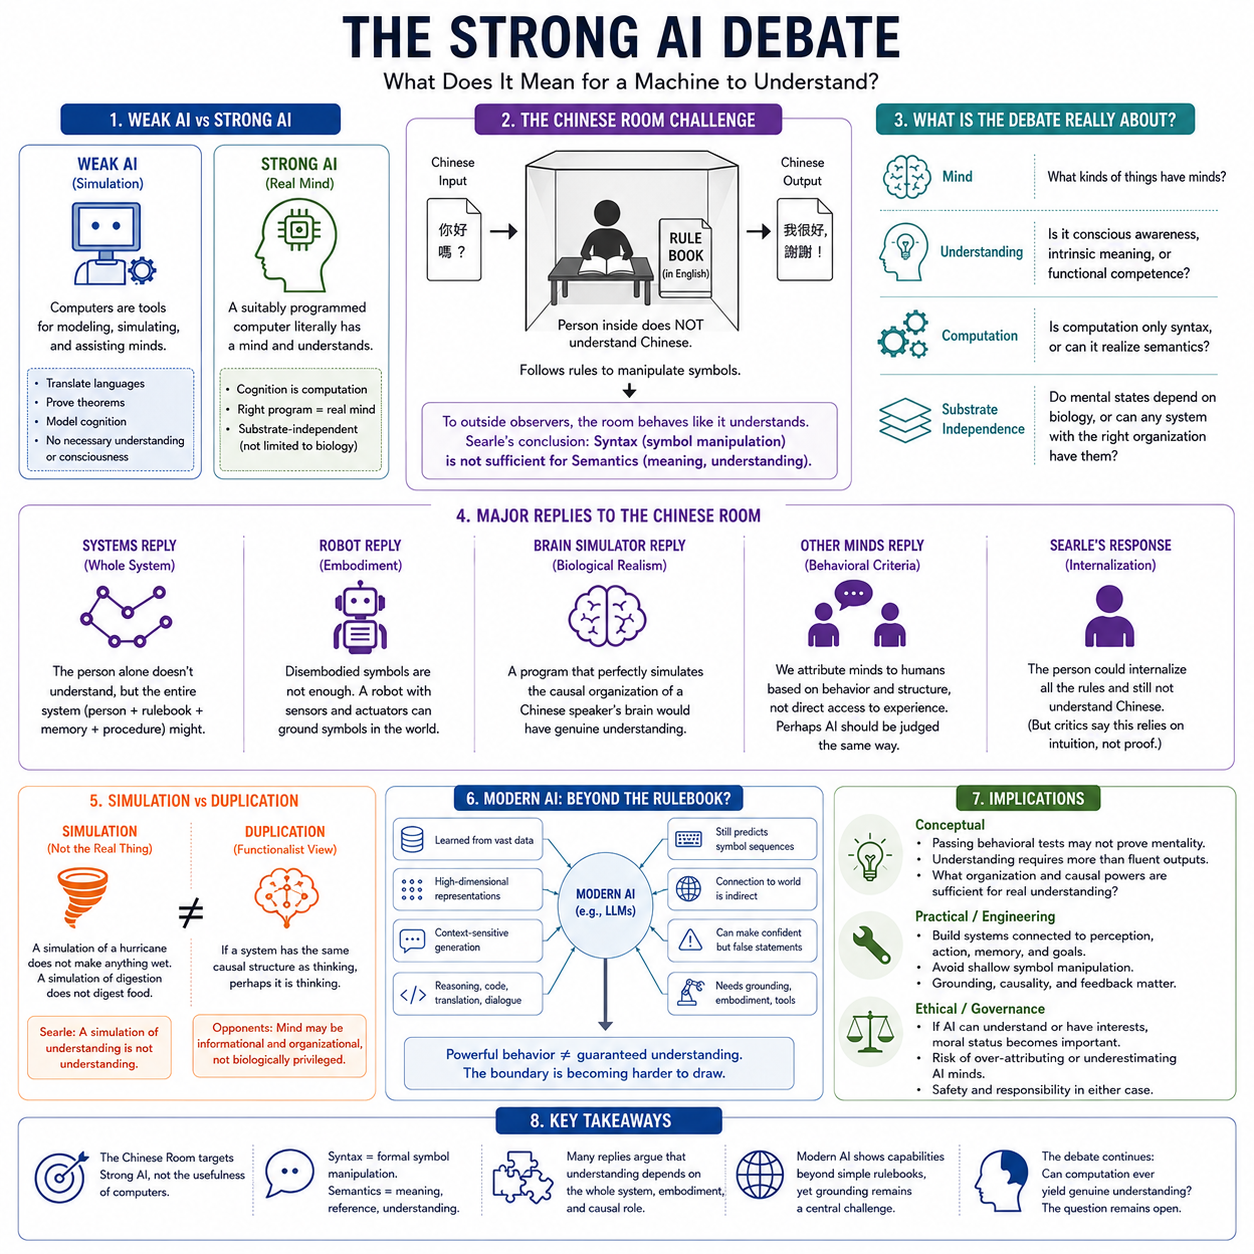 THE STRONG AI DEBATE
What Does It Mean for a Machine to Understand?
1. WEAK AI vs STRONG AI
WEAK AI
(Simulation)
Computers are tools
for modeling, simulating,
and assisting minds.
• Translate languages
• Prove theorems
• Model cognition
• No necessary understanding
or consciousness
STRONG AI
(Real Mind)
A suitably programmed
computer literally has
a mind and understands.
• Cognition is computation
• Right program = real mind
• Substrate-independent
(not limited to biology)
2. THE CHINESE ROOM CHALLENGE
Chinese
Input
你好
嗎？
RULE
BOOK
(in English)
Chinese
Output
我很好,
謝謝！
Person inside does NOT
understand Chinese.
Follows rules to manipulate symbols.
To outside observers, the room behaves like it understands.
Searle's conclusion: Syntax (symbol manipulation)
is not sufficient for Semantics (meaning, understanding).
3. WHAT IS THE DEBATE REALLY ABOUT?
Mind
What kinds of things have minds?
Understanding
Is it conscious awareness,
intrinsic meaning, or
functional competence?
Computation
Is computation only syntax,
or can it realize semantics?
Substrate
Independence
Do mental states depend on
biology, or can any system
with the right organization
have them?
4. MAJOR REPLIES TO THE CHINESE ROOM
SYSTEMS REPLY
(Whole System)
The person alone doesn't
understand, but the entire
system (person + rulebook +
memory + procedure) might.
ROBOT REPLY
(Embodiment)
Disembodied symbols are
not enough. A robot with
sensors and actuators can
ground symbols in the world.
BRAIN SIMULATOR REPLY
(Biological Realism)
A program that perfectly simulates
the causal organization of a
Chinese speaker's brain would
have genuine understanding.
OTHER MINDS REPLY
(Behavioral Criteria)
We attribute minds to humans
based on behavior and structure,
not direct access to experience.
Perhaps AI should be judged
the same way.
SEARLE'S RESPONSE
(Internalization)
The person could internalize
all the rules and still not
understand Chinese.
(But critics say this relies on
intuition, not proof.)
5. SIMULATION vs DUPLICATION
SIMULATION
(Not the Real Thing)
A simulation of a hurricane
does not make anything wet.
A simulation of digestion
does not digest food.
Searle: A simulation of
understanding is not
understanding.
≠
DUPLICATION
(Functionalist View)
If a system has the same
causal structure as thinking,
perhaps it is thinking.
Opponents: Mind may be
informational and organizational,
not biologically privileged.
6. MODERN AI: BEYOND THE RULEBOOK?
Learned from vast data
High-dimensional
representations
Context-sensitive
generation
</>
Reasoning, code,
translation, dialogue
MODERN AI
(e.g., LLMs)
Still predicts
symbol sequences
Connection to world
is indirect
Can make confident
but false statements
Needs grounding,
embodiment, tools
Powerful behavior ≠ guaranteed understanding.
The boundary is becoming harder to draw.
7. IMPLICATIONS
Conceptual
• Passing behavioral tests may not prove mentality.
• Understanding requires more than fluent outputs.
• What organization and causal powers are
sufficient for real understanding?
Practical / Engineering
• Build systems connected to perception,
action, memory, and goals.
• Avoid shallow symbol manipulation.
• Grounding, causality, and feedback matter.
Ethical / Governance
• If AI can understand or have interests,
moral status becomes important.
• Risk of over-attributing or underestimating
AI minds.
• Safety and responsibility in either case.
8. KEY TAKEAWAYS
The Chinese Room targets
Strong AI, not the usefulness
of computers.
Syntax = formal symbol
manipulation.
Semantics = meaning,
reference, understanding.
Many replies argue that
understanding depends on
the whole system, embodiment,
and causal role.
Modern AI shows capabilities
beyond simple rulebooks,
yet grounding remains
a central challenge.
The debate continues:
Can computation ever
yield genuine understanding?
The question remains open.